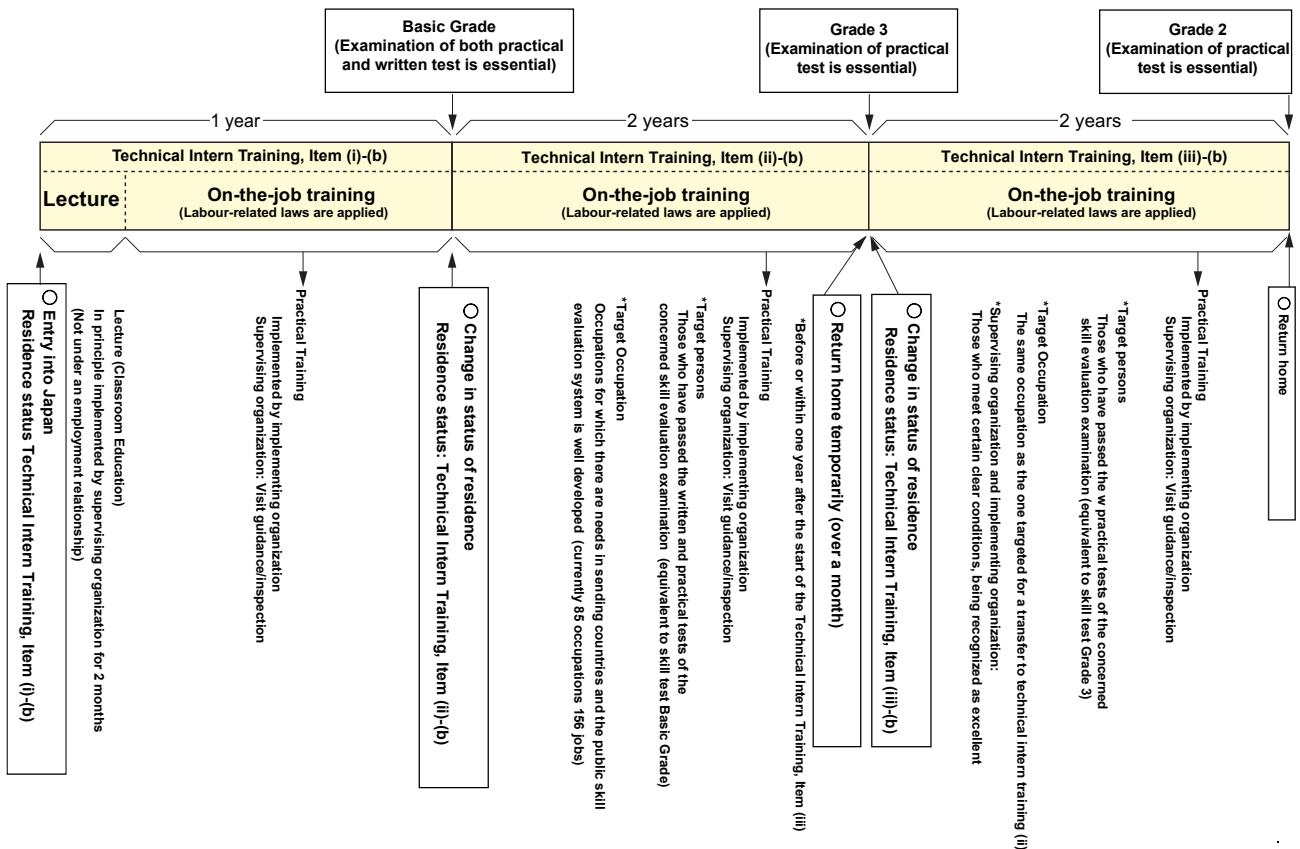 Basic Grade
(Examination of both practical
and written test is essential)
Grade 3
(Examination of practical
test is essential)
Grade 2
(Examination of practical
test is essential)
1 year
2 years
2 years
Technical Intern Training, Item (i)-(b)
Technical Intern Training, Item (ii)-(b)
Technical Intern Training, Item (iii)-(b)
Lecture
On-the-job training
(Labour-related laws are applied)
On-the-job training
(Labour-related laws are applied)
On-the-job training
(Labour-related laws are applied)
○ Entry into Japan
Residence status Technical Intern Training, Item (i)-(b)
Lecture (Classroom Education)
In principle implemented by supervising organization for 2 months
(Not under an employment relationship)
Practical Training
Implemented by implementing organization
Supervising organization: Visit guidance/inspection
○ Change in status of residence
Residence status: Technical Intern Training, Item (ii)-(b)
Practical Training
Implemented by implementing organization
Supervising organization: Visit guidance/inspection
*Target persons
Those who have passed the written and practical tests of the
concerned skill evaluation examination (equivalent to skill test Basic Grade)
*Target Occupation
Occupations for which there are needs in sending countries and the public skill
evaluation system is well developed (currently 85 occupations 156 jobs)
○ Return home temporarily (over a month)
*Before or within one year after the start of the Technical Intern Training, Item (iii)
○ Change in status of residence
Residence status: Technical Intern Training, Item (iii)-(b)
Practical Training
Implemented by implementing organization
Supervising organization: Visit guidance/inspection
*Target persons
Those who have passed the w practical tests of the concerned
skill evaluation examination (equivalent to skill test Grade 3)
*Target Occupation
The same occupation as the one targeted for a transfer to technical intern training (ii)
*Supervising organization and implementing organization:
Those who meet certain clear conditions, being recognized as excellent
○ Return home